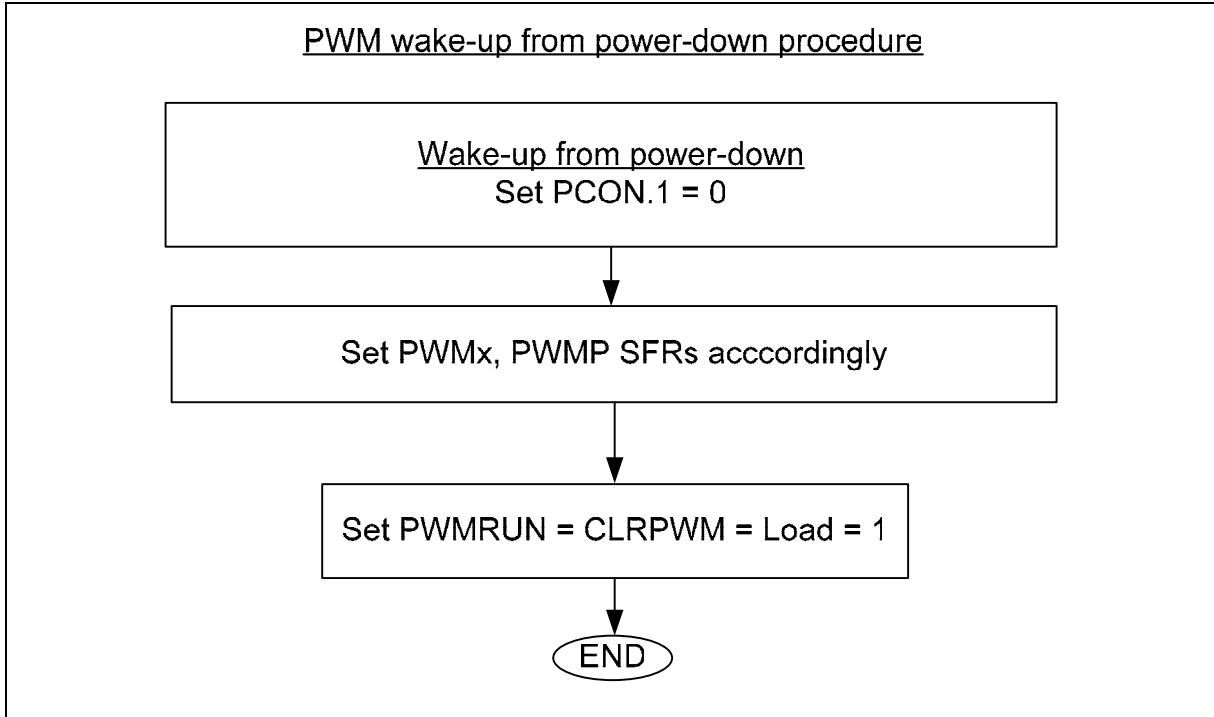 PWM wake-up from power-down procedure
Wake-up from power-down
Set PCON.1 = 0
Set PWMx, PWMP SFRs acccordingly
Set PWMRUN = CLRPWM = Load = 1
END